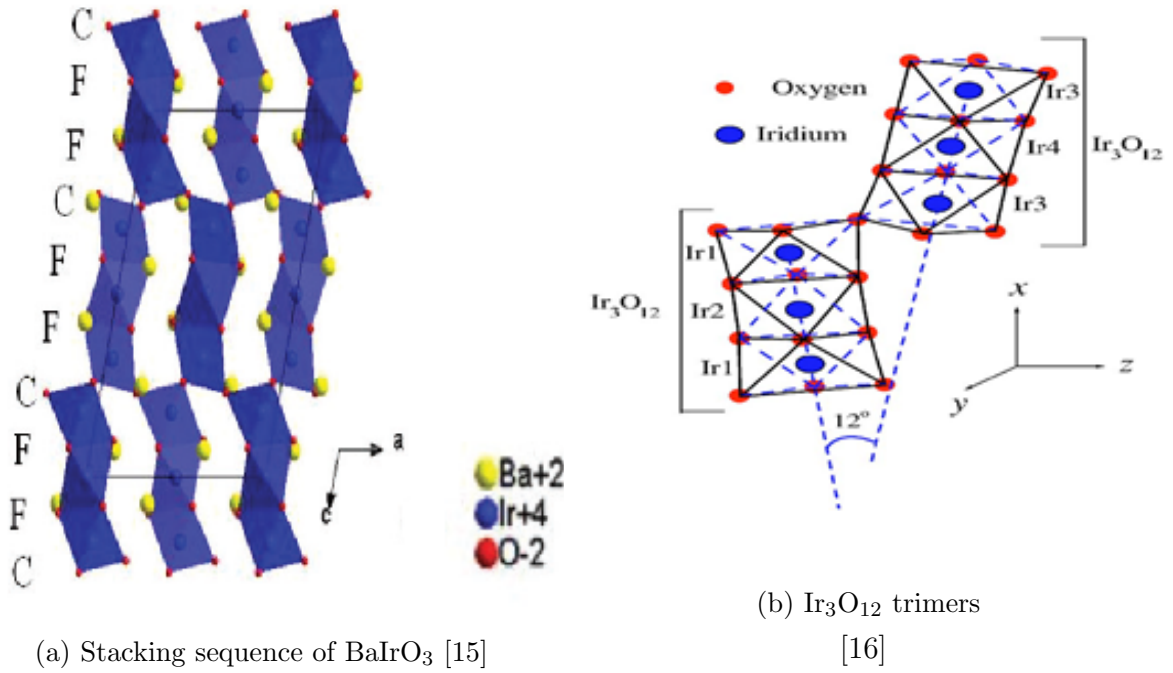 C
F
F
C
F
F
C
F
F
C
a
c
Ba+2
Ir+4
O-2
(a) Stacking sequence of BaIrO₃ [15]
Oxygen
Iridium
Ir3
Ir4
Ir3
Ir₃O₁₂
Ir1
Ir2
Ir1
Ir₃O₁₂
12°
x
y
z
(b) Ir₃O₁₂ trimers
[16]